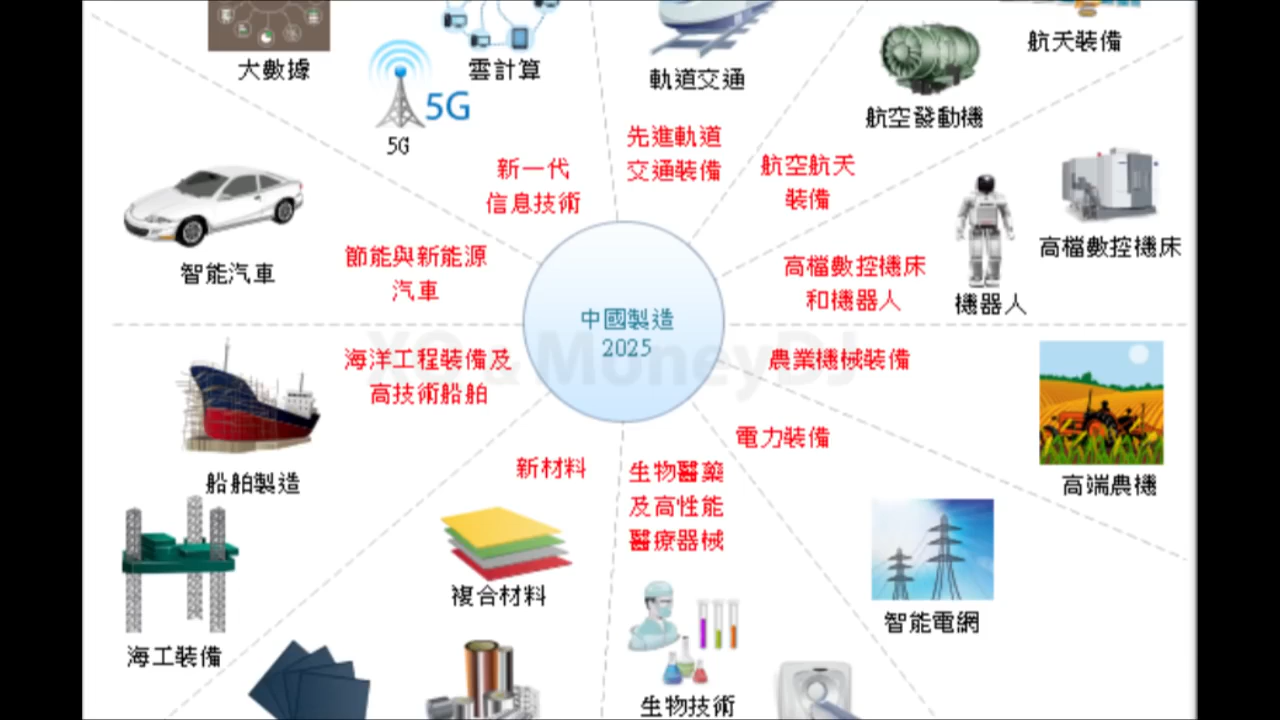 大數據
雲計算
5G
5G
軌道交通
航空發動機
航天裝備
新一代
信息技術
先進軌道
交通裝備
航空航天
裝備
智能汽車
節能與新能源
汽車
高檔數控機床
和機器人
機器人
高檔數控機床
中國製造
2025
XQ & MoneyDJ
海洋工程裝備及
高技術船舶
農業機械裝備
船舶製造
電力裝備
高端農機
新材料
生物醫藥
及高性能
醫療器械
複合材料
智能電網
海工裝備
生物技術